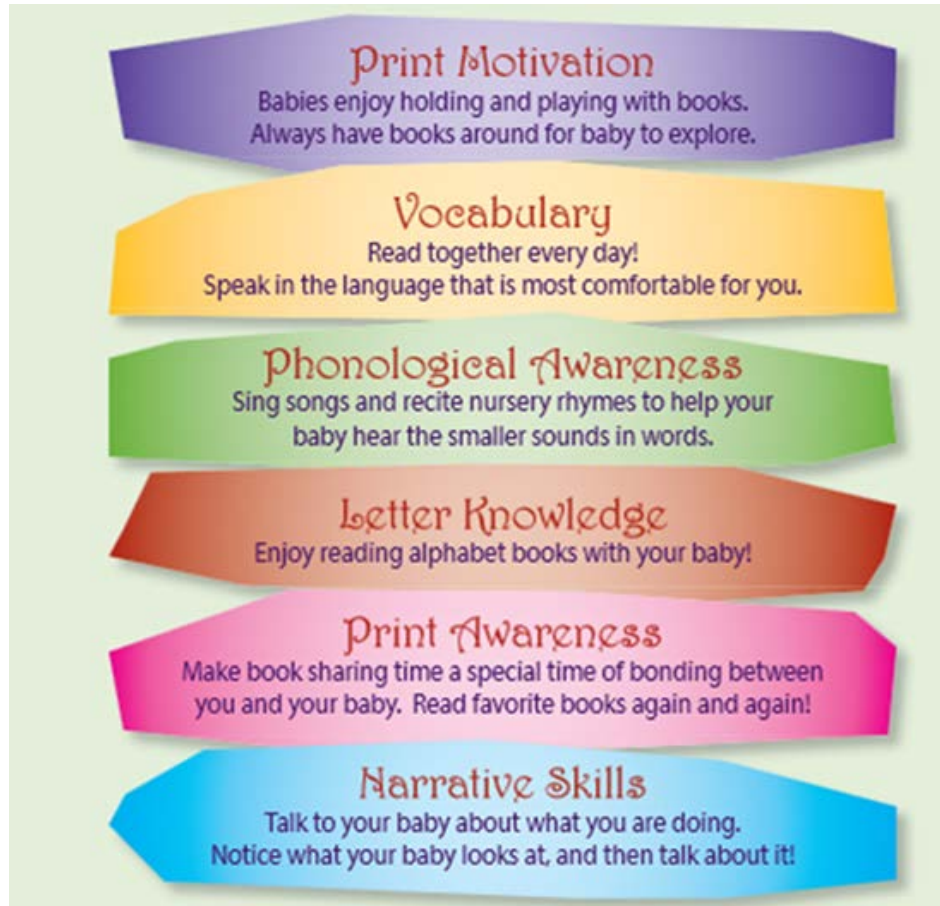 Print Motivation
Babies enjoy holding and playing with books.
Always have books around for baby to explore.
Vocabulary
Read together every day!
Speak in the language that is most comfortable for you.
Phonological Awareness
Sing songs and recite nursery rhymes to help your
baby hear the smaller sounds in words.
Letter Knowledge
Enjoy reading alphabet books with your baby!
Print Awareness
Make book sharing time a special time of bonding between
you and your baby.  Read favorite books again and again!
Narrative Skills
Talk to your baby about what you are doing.
Notice what your baby looks at, and then talk about it!